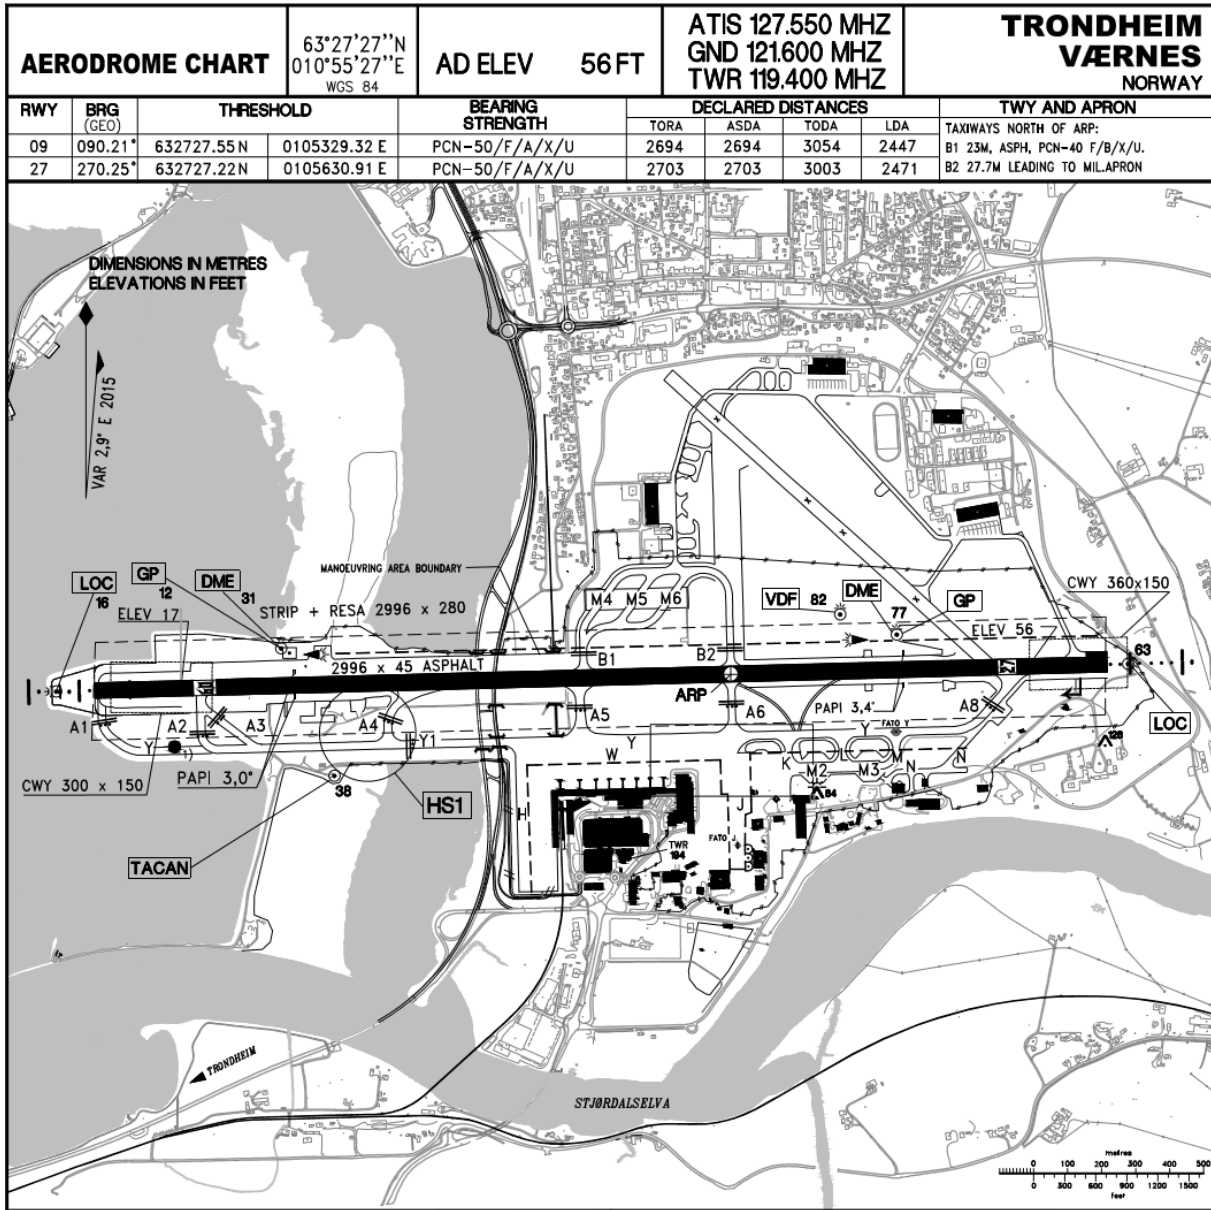 AERODROME CHART
63°27'27''N
010°55'27''E
WGS 84
AD ELEV 56 FT
ATIS 127.550 MHZ
GND 121.600 MHZ
TWR 119.400 MHZ
TRONDHEIM
VÆRNES
NORWAY
RWY BRG (GEO) THRESHOLD BEARING STRENGTH DECLARED DISTANCES TWY AND APRON
TORA ASDA TODA LDA
09 090.21° 632727.55 N 0105329.32 E PCN-50/F/A/X/U 2694 2694 3054 2447
27 270.25° 632727.22 N 0105630.91 E PCN-50/F/A/X/U 2703 2703 3003 2471
TAXIWAYS NORTH OF ARP:
B1 23M, ASPH, PCN-40 F/B/X/U.
B2 27.7M LEADING TO MIL.APRON
DIMENSIONS IN METRES
ELEVATIONS IN FEET
VAR 2,9° E 2015
MANOEUVRING AREA BOUNDARY
LOC
16
GP
12
DME
31
ELEV 17
STRIP + RESA 2996 x 280
M4 M5 M6
VDF 82
DME
77
GP
CWY 360x150
ELEV 56
2996 x 45 ASPHALT
B1
B2
63
09
27
ARP
PAPI 3,4°
LOC
A1
A2
A3
A4
A5
A6
A8
FATO Y
Y
1)
Y1
Y
W
Y
K
L
M
N
N
M2
M3
128
84
CWY 300 x 150
PAPI 3,0°
38
HS1
H
J
FATO J
TWR
194
TACAN
TRONDHEIM
STJØRDALSELVA
metres
0 100 200 300 400 500
0 300 600 900 1200 1500
feet